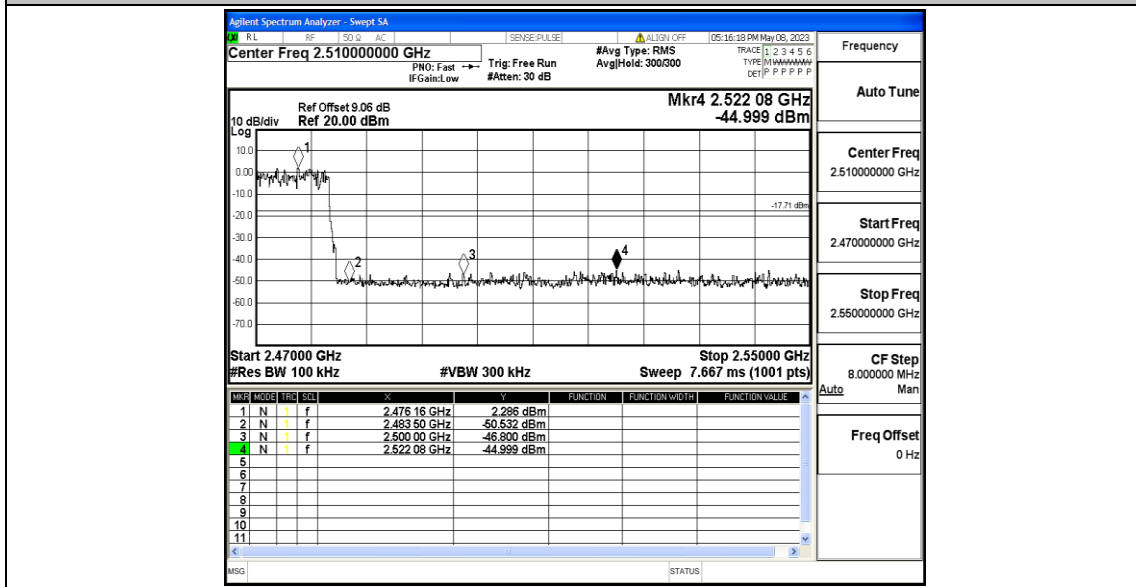 Agilent Spectrum Analyzer - Swept SA
RL RF 50 Ω AC SENSE:PULSE ALIGN OFF 05:16:18 PM May 08, 2023
Center Freq 2.510000000 GHz
PNO: Fast
IFGain:Low
Trig: Free Run
#Atten: 30 dB
#Avg Type: RMS
Avg|Hold: 300/300
TRACE 1 2 3 4 5 6
TYPE M W W W W W
DET P P P P P P
Ref Offset 9.06 dB
Ref 20.00 dBm
10 dB/div
Log
Mkr4 2.522 08 GHz
-44.999 dBm
10.0
0.00
-10.0
-20.0
-30.0
-40.0
-50.0
-60.0
-70.0
1
2
3
4
-17.71 dBm
Start 2.47000 GHz Stop 2.55000 GHz
#Res BW 100 kHz #VBW 300 kHz Sweep 7.667 ms (1001 pts)
MKR MODE TRC SCL X Y FUNCTION FUNCTION WIDTH FUNCTION VALUE
1 N 1 f 2.476 16 GHz 2.286 dBm
2 N 1 f 2.483 50 GHz -50.532 dBm
3 N 1 f 2.500 00 GHz -46.800 dBm
4 N 1 f 2.522 08 GHz -44.999 dBm
5
6
7
8
9
10
11
MSG STATUS
Frequency
Auto Tune
Center Freq
2.510000000 GHz
Start Freq
2.470000000 GHz
Stop Freq
2.550000000 GHz
CF Step
8.000000 MHz
Auto Man
Freq Offset
0 Hz